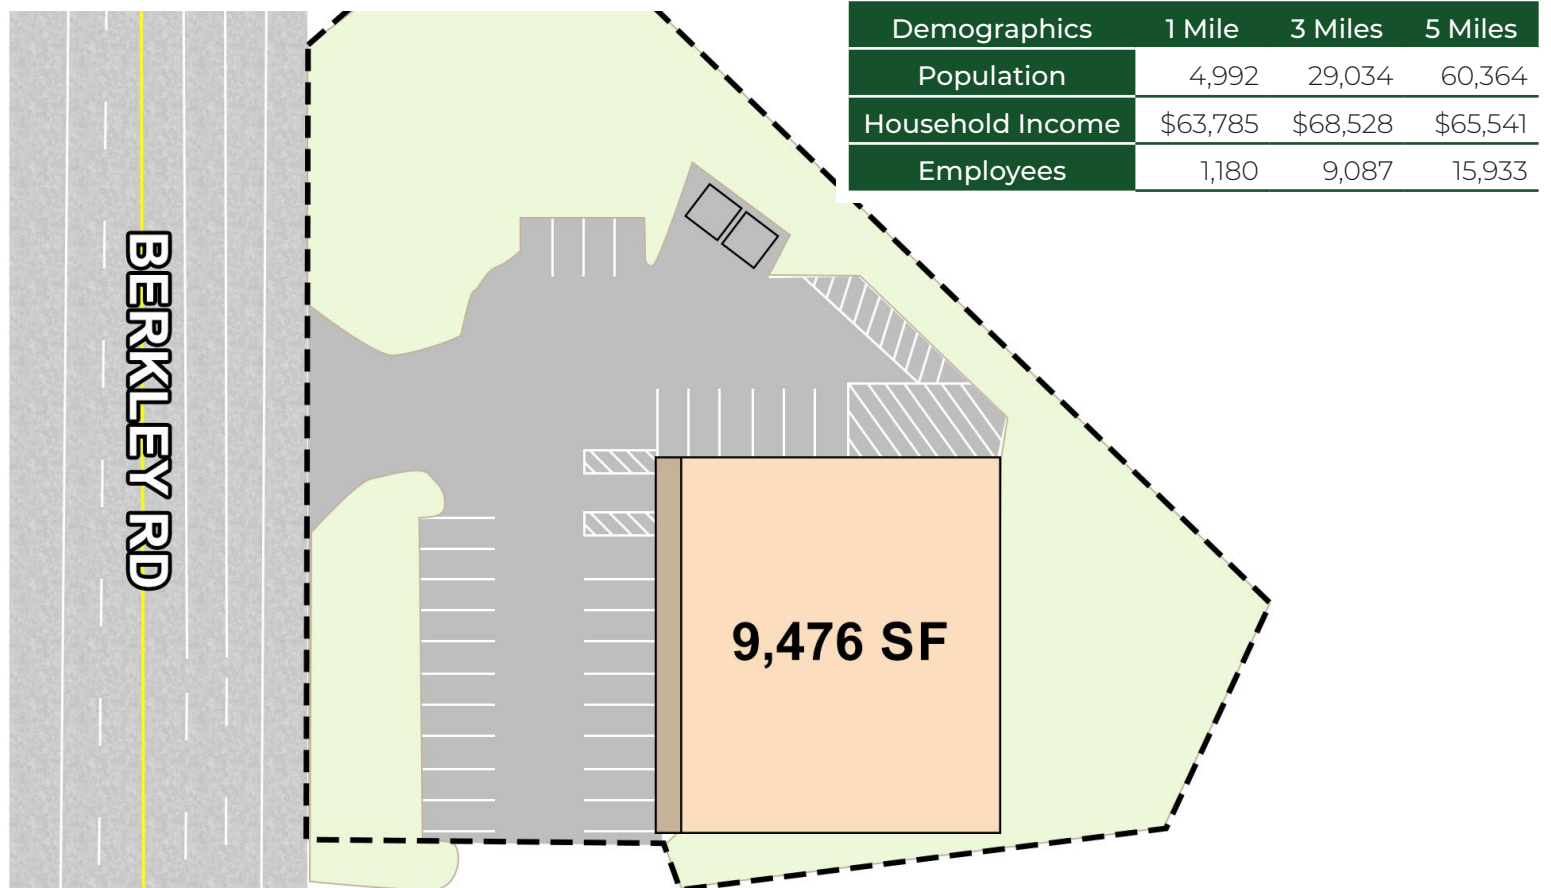 Demographics 1 Mile 3 Miles 5 Miles
Population 4,992 29,034 60,364
Household Income $63,785 $68,528 $65,541
Employees 1,180 9,087 15,933
BERKLEY RD
9,476 SF